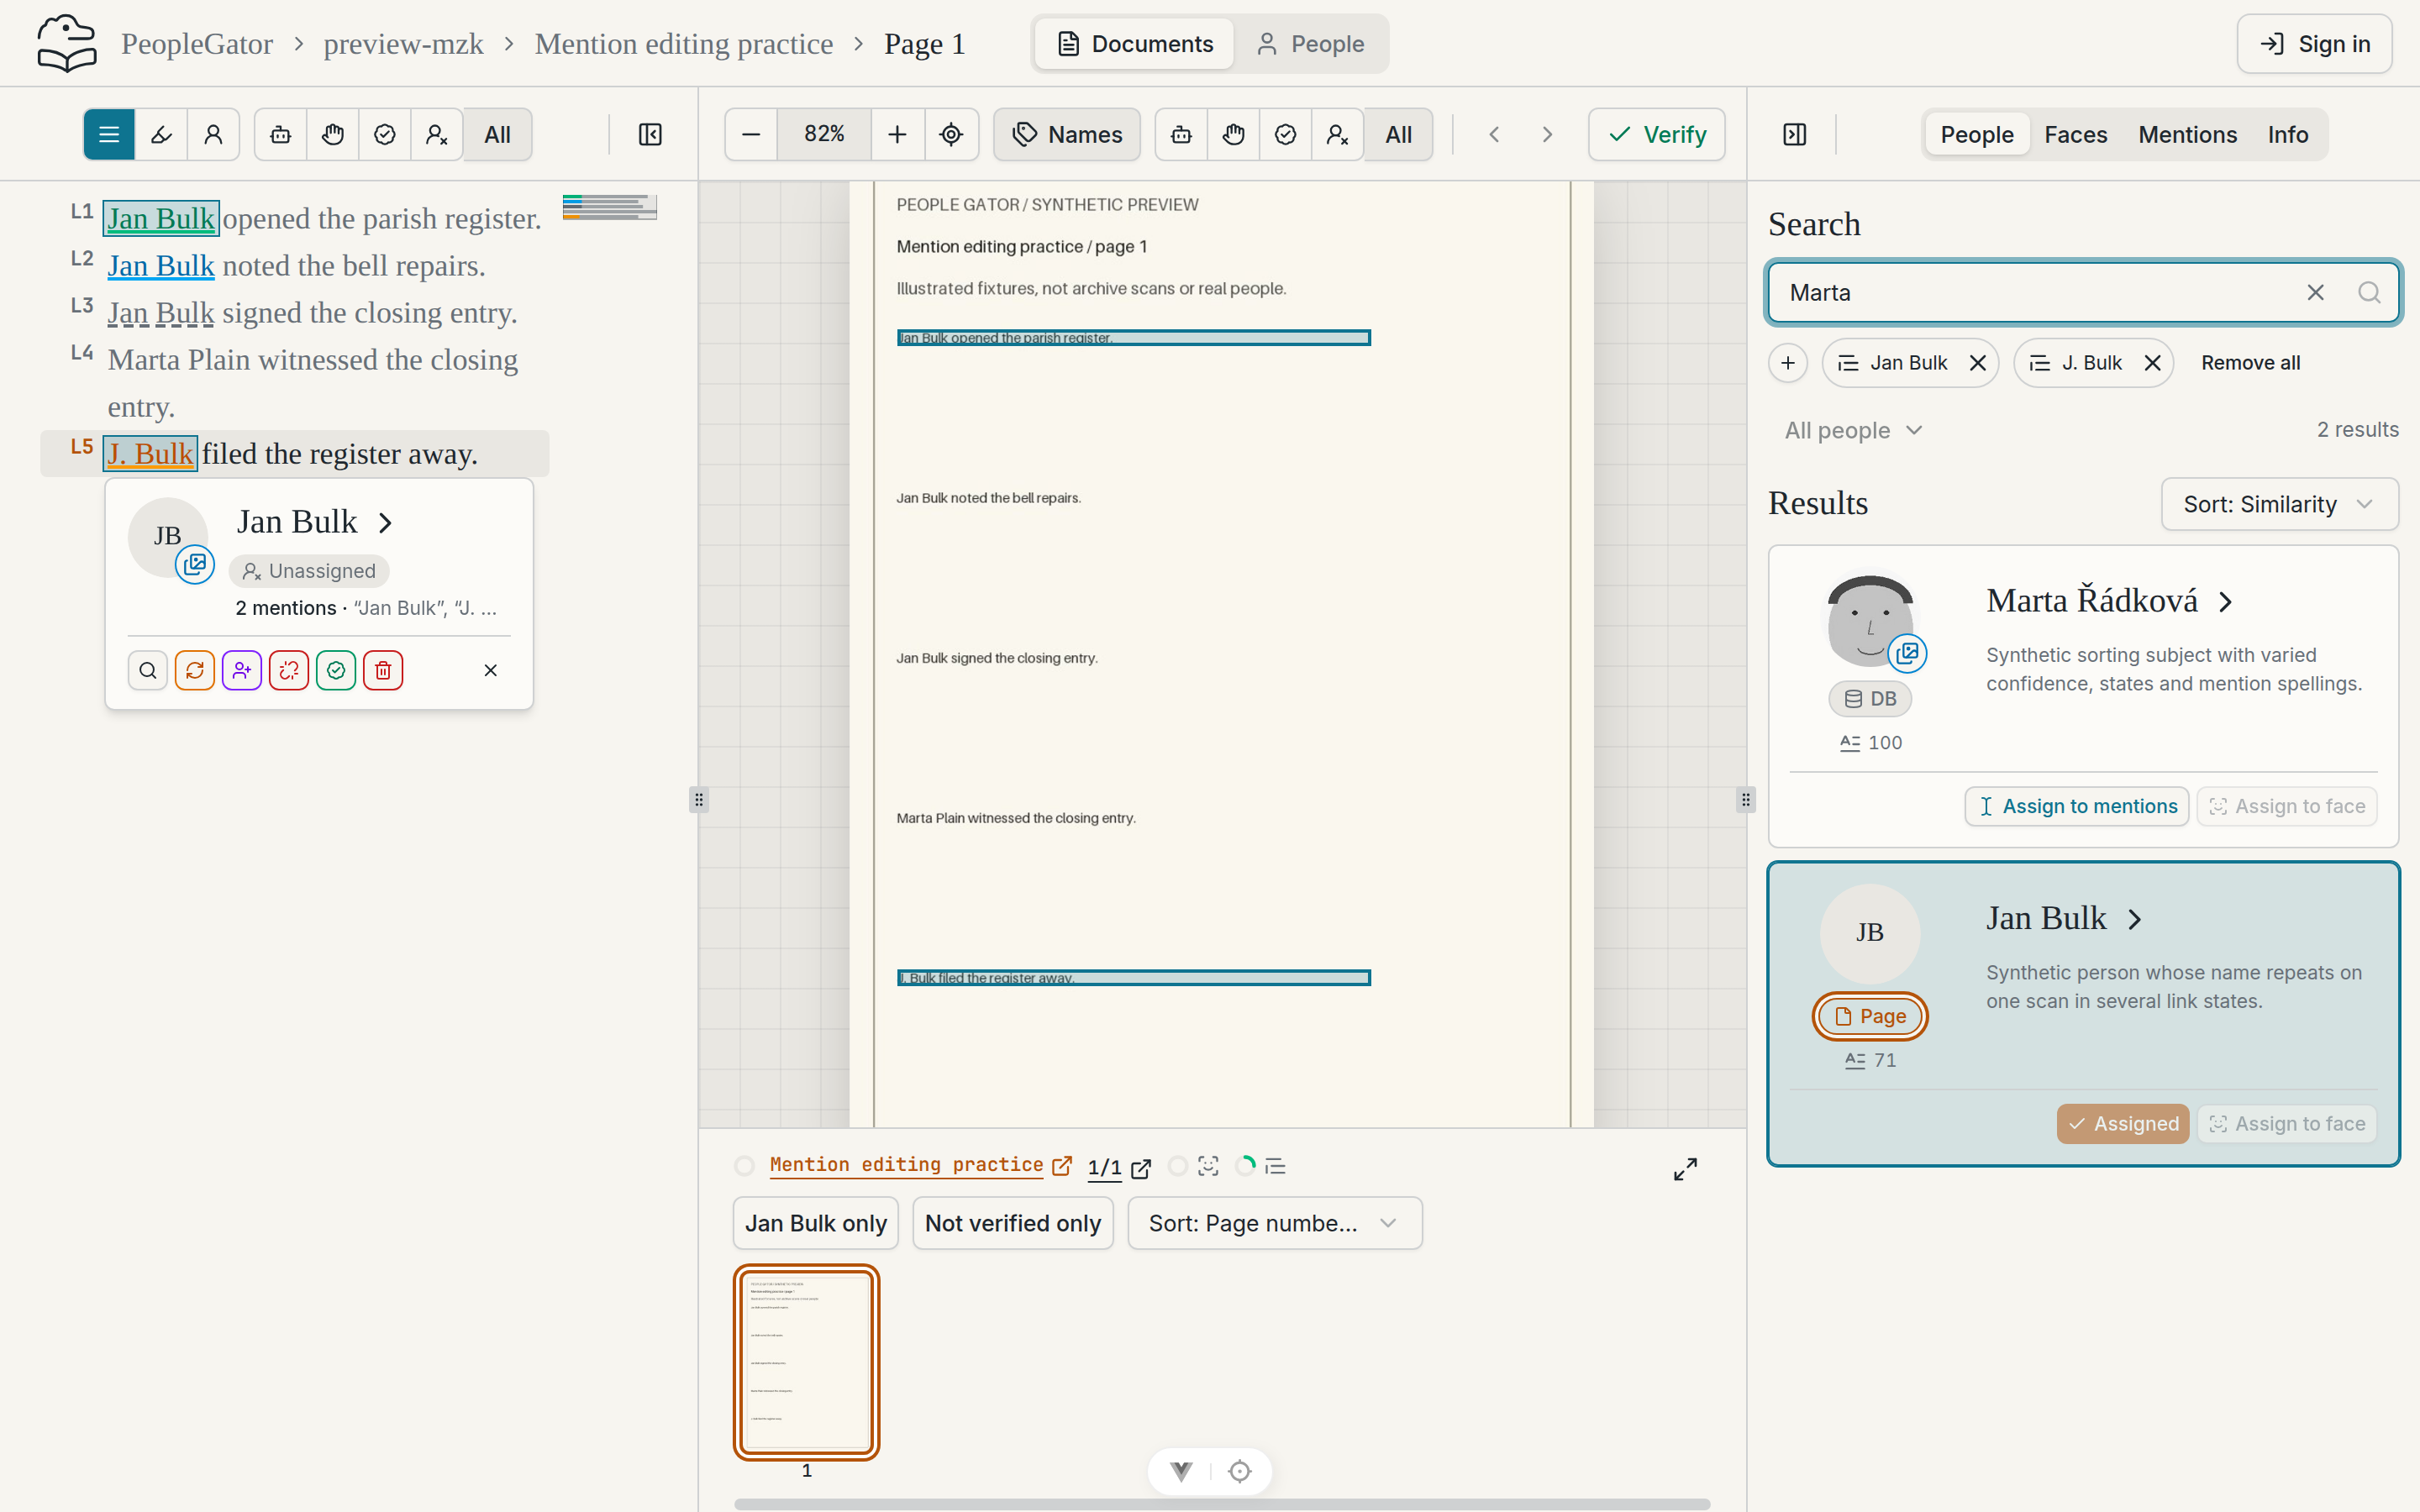 PeopleGator > preview-mzk > Mention editing practice > Page 1
Documents
People
Sign in
All
82%
Names
All
Verify
People
Faces
Mentions
Info
L1 Jan Bulk opened the parish register.
L2 Jan Bulk noted the bell repairs.
L3 Jan Bulk signed the closing entry.
L4 Marta Plain witnessed the closing
entry.
L5 J. Bulk filed the register away.
JB
Jan Bulk
Unassigned
2 mentions · “Jan Bulk”, “J. ...
PEOPLE GATOR / SYNTHETIC PREVIEW
Mention editing practice / page 1
Illustrated fixtures, not archive scans or real people.
Jan Bulk opened the parish register.
Jan Bulk noted the bell repairs.
Jan Bulk signed the closing entry.
Marta Plain witnessed the closing entry.
J. Bulk filed the register away.
Mention editing practice
1/1
Jan Bulk only
Not verified only
Sort: Page numbe...
1
Search
Marta
Jan Bulk
J. Bulk
Remove all
All people
2 results
Results
Sort: Similarity
Marta Řádková
Synthetic sorting subject with varied
confidence, states and mention spellings.
DB
100
Assign to mentions
Assign to face
JB
Jan Bulk
Synthetic person whose name repeats on
one scan in several link states.
Page
71
Assigned
Assign to face